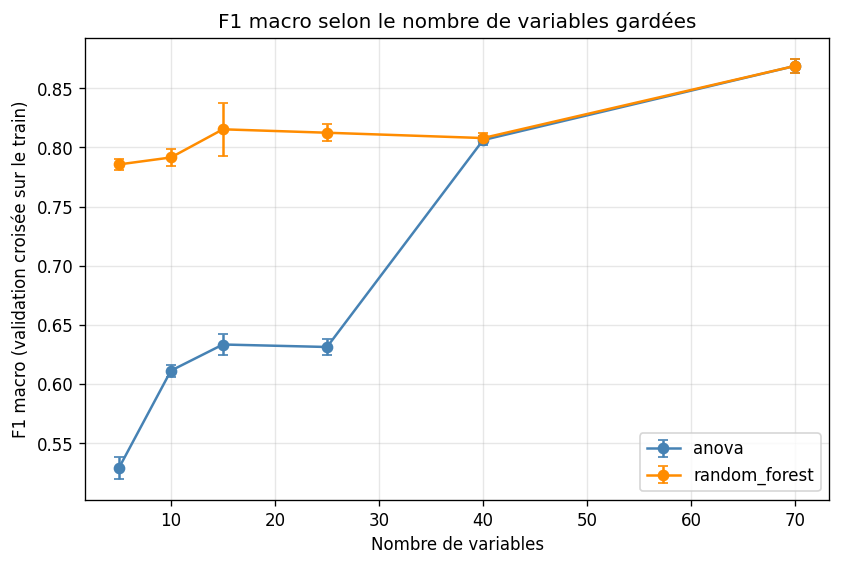 F1 macro selon le nombre de variables gardées
F1 macro (validation croisée sur le train)
0.85
0.80
0.75
0.70
0.65
0.60
0.55
10 20 30 40 50 60 70
Nombre de variables
anova
random_forest